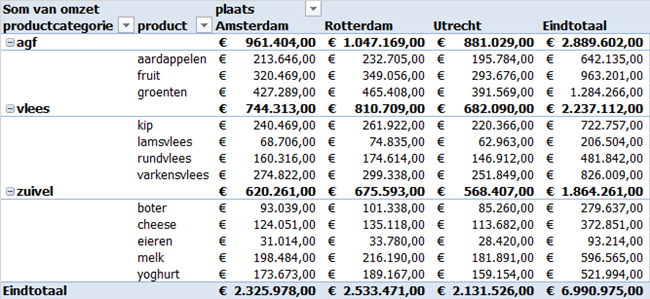 Som van omzet plaats
productcategorie product Amsterdam Rotterdam Utrecht Eindtotaal
agf € 961.404,00 € 1.047.169,00 € 881.029,00 € 2.889.602,00
aardappelen € 213.646,00 € 232.705,00 € 195.784,00 € 642.135,00
fruit € 320.469,00 € 349.056,00 € 293.676,00 € 963.201,00
groenten € 427.289,00 € 465.408,00 € 391.569,00 € 1.284.266,00
vlees € 744.313,00 € 810.709,00 € 682.090,00 € 2.237.112,00
kip € 240.469,00 € 261.922,00 € 220.366,00 € 722.757,00
lamsvlees € 68.706,00 € 74.835,00 € 62.963,00 € 206.504,00
rundvlees € 160.316,00 € 174.614,00 € 146.912,00 € 481.842,00
varkensvlees € 274.822,00 € 299.338,00 € 251.849,00 € 826.009,00
zuivel € 620.261,00 € 675.593,00 € 568.407,00 € 1.864.261,00
boter € 93.039,00 € 101.338,00 € 85.260,00 € 279.637,00
cheese € 124.051,00 € 135.118,00 € 113.682,00 € 372.851,00
eieren € 31.014,00 € 33.780,00 € 28.420,00 € 93.214,00
melk € 198.484,00 € 216.190,00 € 181.891,00 € 596.565,00
yoghurt € 173.673,00 € 189.167,00 € 159.154,00 € 521.994,00
Eindtotaal € 2.325.978,00 € 2.533.471,00 € 2.131.526,00 € 6.990.975,00